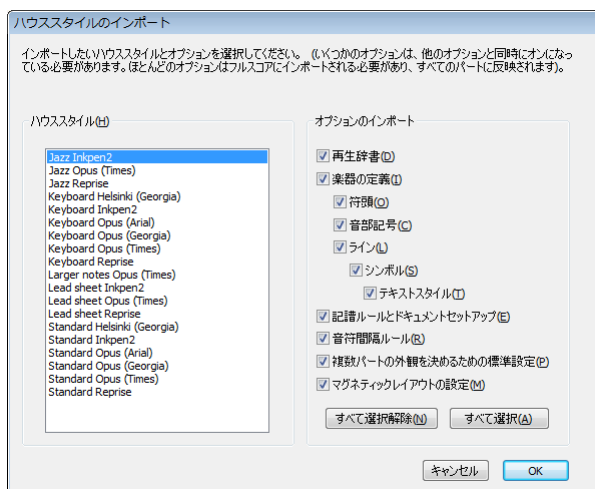 ハウススタイルのインポート
インポートしたいハウススタイルとオプションを選択してください。 (いくつかのオプションは、他のオプションと同時にオンになっ
ている必要があります。ほとんどのオプションはフルスコアにインポートされる必要があり、すべてのパートに反映されます)。
ハウススタイル(H)
Jazz Inkpen2
Jazz Opus (Times)
Jazz Reprise
Keyboard Helsinki (Georgia)
Keyboard Inkpen2
Keyboard Opus (Arial)
Keyboard Opus (Georgia)
Keyboard Opus (Times)
Keyboard Reprise
Larger notes Opus (Times)
Lead sheet Inkpen2
Lead sheet Opus (Times)
Lead sheet Reprise
Standard Helsinki (Georgia)
Standard Inkpen2
Standard Opus (Arial)
Standard Opus (Georgia)
Standard Opus (Times)
Standard Reprise
オプションのインポート
再生辞書(D)
楽器の定義(I)
符頭(O)
音部記号(C)
ライン(L)
シンボル(S)
テキストスタイル(T)
記譜ルールとドキュメントセットアップ(E)
音符間隔ルール(R)
複数パートの外観を決めるための標準設定(P)
マグネティックレイアウトの設定(M)
すべて選択解除(N) すべて選択(A)
キャンセル OK